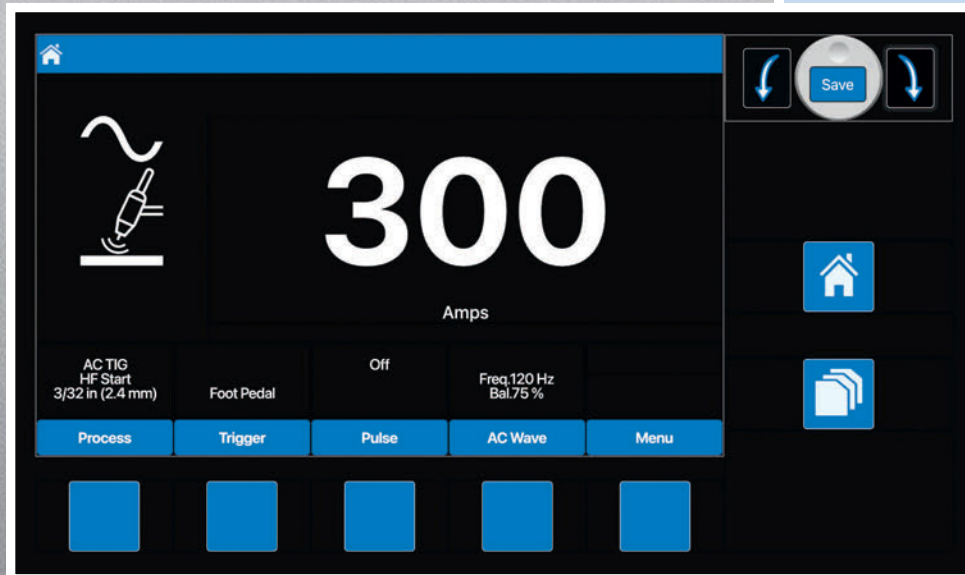 Save
300
Amps
AC TIG
HF Start
3/32 in (2.4 mm)
Foot Pedal
Off
Freq.120 Hz
Bal.75 %
Process
Trigger
Pulse
AC Wave
Menu